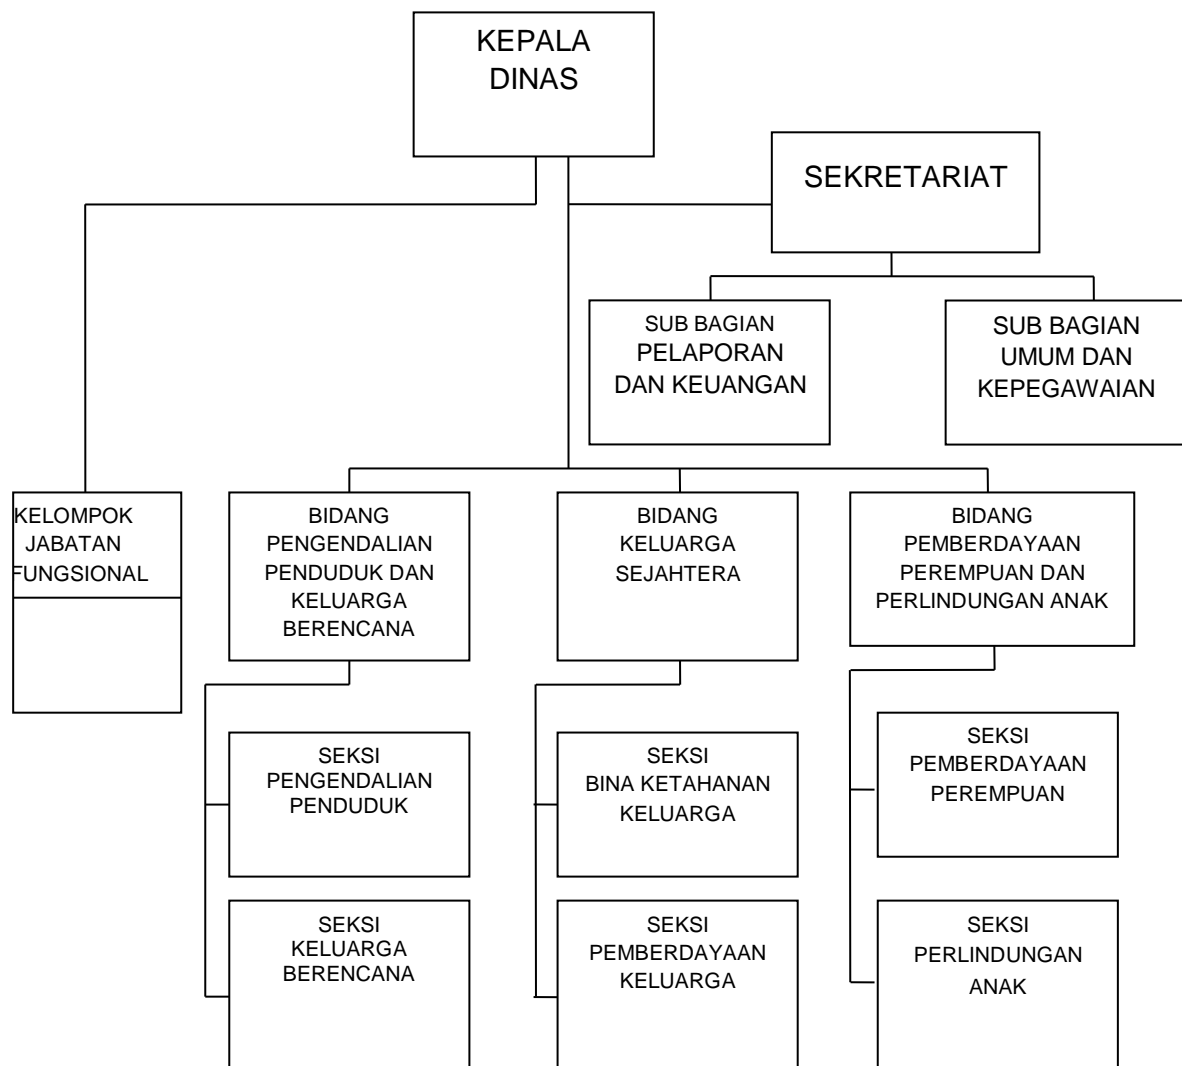 KEPALA
DINAS
SEKRETARIAT
SUB BAGIAN
PELAPORAN
DAN KEUANGAN
SUB BAGIAN
UMUM DAN
KEPEGAWAIAN
KELOMPOK
JABATAN
FUNGSIONAL
BIDANG
PENGENDALIAN
PENDUDUK DAN
KELUARGA
BERENCANA
BIDANG
KELUARGA
SEJAHTERA
BIDANG
PEMBERDAYAAN
PEREMPUAN DAN
PERLINDUNGAN ANAK
SEKSI
PENGENDALIAN
PENDUDUK
SEKSI
BINA KETAHANAN
KELUARGA
SEKSI
PEMBERDAYAAN
PEREMPUAN
SEKSI
KELUARGA
BERENCANA
SEKSI
PEMBERDAYAAN
KELUARGA
SEKSI
PERLINDUNGAN
ANAK